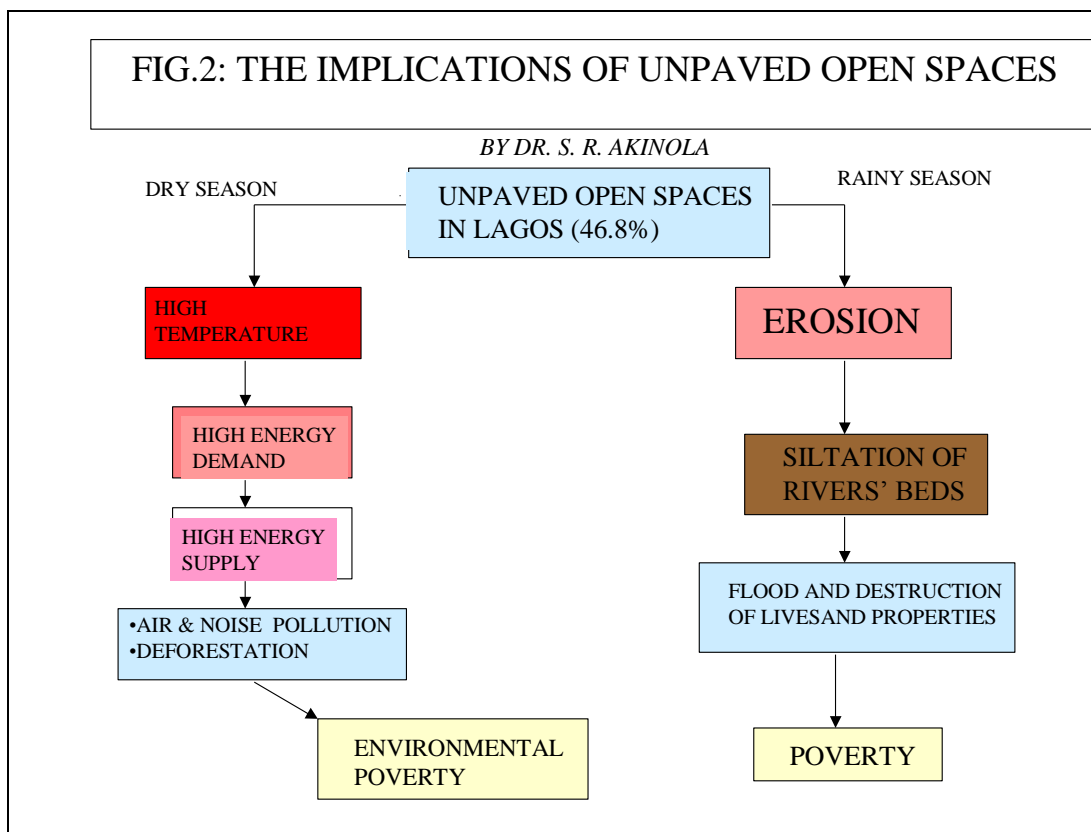 FIG.2: THE IMPLICATIONS OF UNPAVED OPEN SPACES
BY DR. S. R. AKINOLA
DRY SEASON
RAINY SEASON
UNPAVED OPEN SPACES
IN LAGOS (46.8%)
HIGH
TEMPERATURE
EROSION
HIGH ENERGY
DEMAND
SILTATION OF
RIVERS’ BEDS
HIGH ENERGY
SUPPLY
FLOOD AND DESTRUCTION
OF LIVESAND PROPERTIES
•AIR & NOISE POLLUTION
•DEFORESTATION
ENVIRONMENTAL
POVERTY
POVERTY